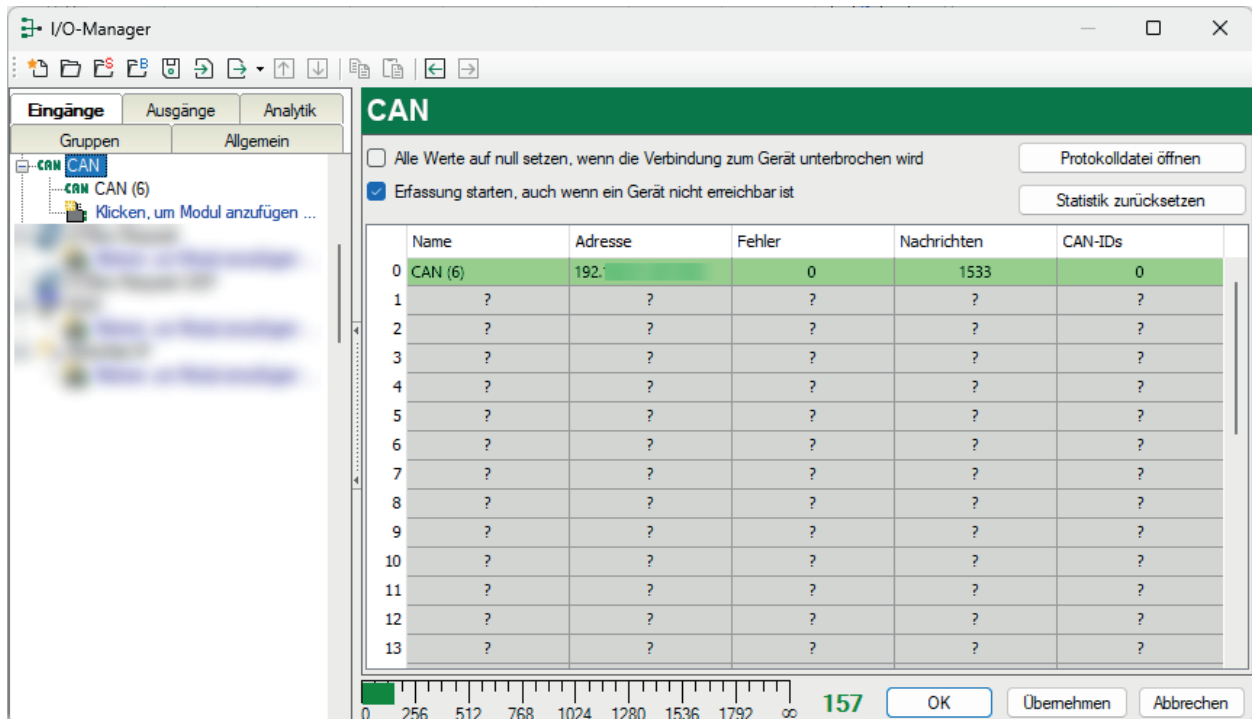 I/O-Manager
Eingänge Ausgänge Analytik
Gruppen Allgemein
CAN CAN
CAN CAN (6)
Klicken, um Modul anzufügen ...
CAN
Alle Werte auf null setzen, wenn die Verbindung zum Gerät unterbrochen wird
Protokolldatei öffnen
Erfassung starten, auch wenn ein Gerät nicht erreichbar ist
Statistik zurücksetzen
Name Adresse Fehler Nachrichten CAN-IDs
0 CAN (6) 192. 0 1533 0
1 ? ? ? ? ?
2 ? ? ? ? ?
3 ? ? ? ? ?
4 ? ? ? ? ?
5 ? ? ? ? ?
6 ? ? ? ? ?
7 ? ? ? ? ?
8 ? ? ? ? ?
9 ? ? ? ? ?
10 ? ? ? ? ?
11 ? ? ? ? ?
12 ? ? ? ? ?
13 ? ? ? ? ?
0 256 512 768 1024 1280 1536 1792 ∞ 157 OK Übernehmen Abbrechen